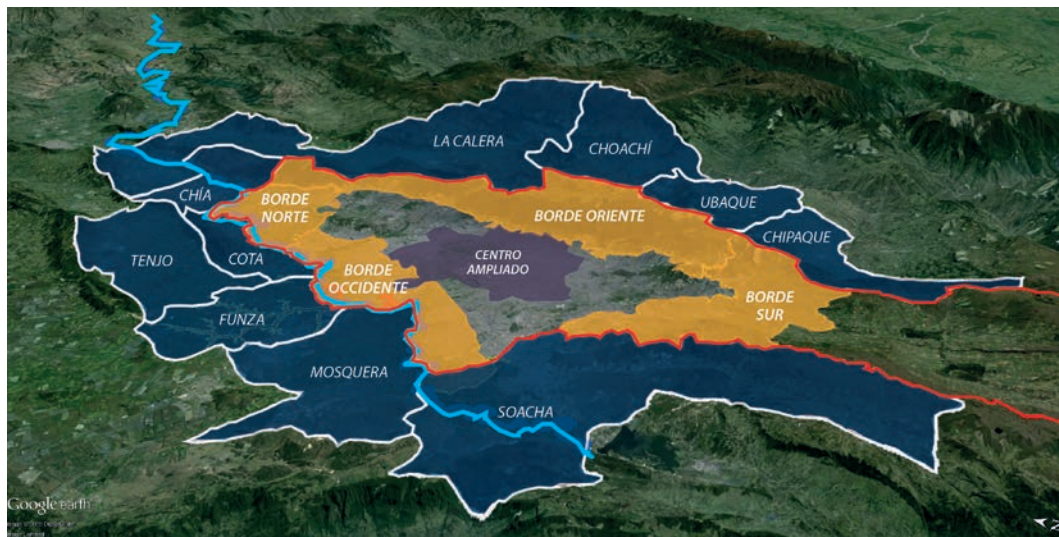 LA CALERA
CHOACHÍ
UBAQUE
CHÍA
BORDE
NORTE
BORDE ORIENTE
CHIPAQUE
TENJO
COTA
CENTRO
AMPLIADO
BORDE
OCCIDENTE
BORDE
SUR
FUNZA
MOSQUERA
SOACHA
Google earth